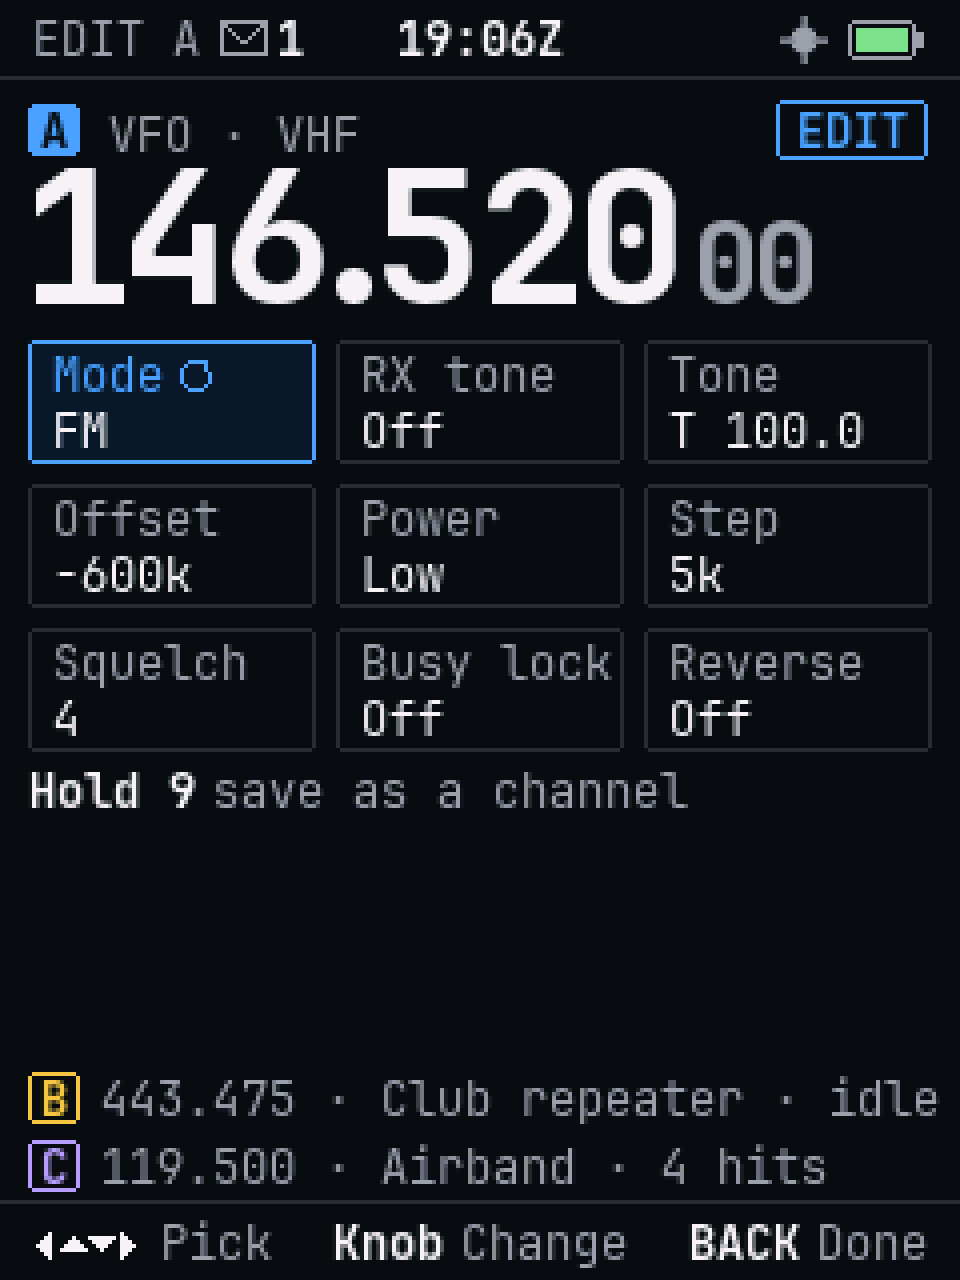 EDIT A 1 19:06Z
A VFO · VHF EDIT
146.520 00
Mode RX tone Tone
FM Off T 100.0
Offset Power Step
-600k Low 5k
Squelch Busy lock Reverse
4 Off Off
Hold 9 save as a channel
B 443.475 · Club repeater · idle
C 119.500 · Airband · 4 hits
Pick Knob Change BACK Done